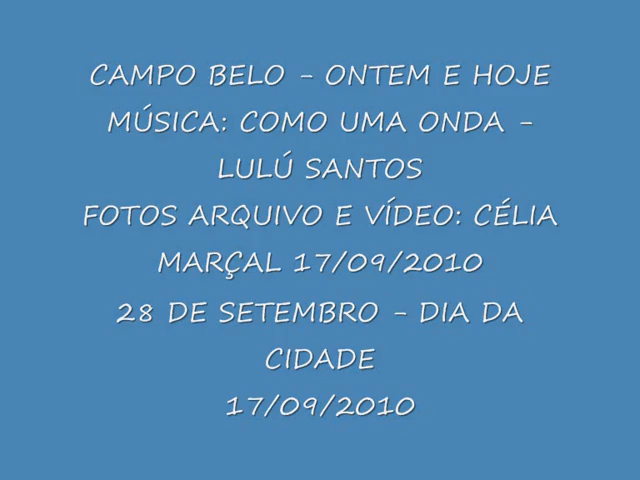 CAMPO BELO - ONTEM E HOJE
MÚSICA: COMO UMA ONDA -
LULÚ SANTOS
FOTOS ARQUIVO E VÍDEO: CÉLIA
MARÇAL 17/09/2010
28 DE SETEMBRO - DIA DA
CIDADE
17/09/2010